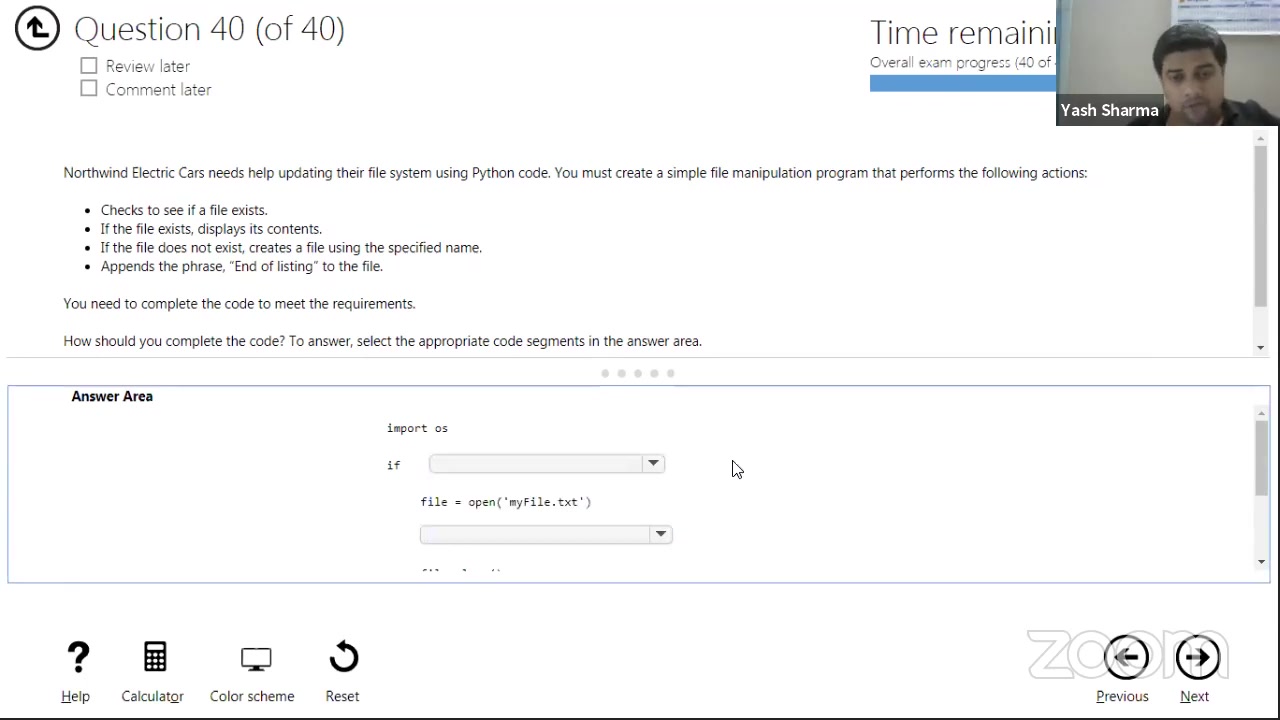 Question 40 (of 40)
Review later
Comment later
Time remaini
Overall exam progress (40 of
Yash Sharma
Northwind Electric Cars needs help updating their file system using Python code. You must create a simple file manipulation program that performs the following actions:
• Checks to see if a file exists.
• If the file exists, displays its contents.
• If the file does not exist, creates a file using the specified name.
• Appends the phrase, “End of listing” to the file.
You need to complete the code to meet the requirements.
How should you complete the code? To answer, select the appropriate code segments in the answer area.
Answer Area
import os
if
file = open('myFile.txt')
?
Help
Calculator
Color scheme
Reset
zoom
Previous
Next